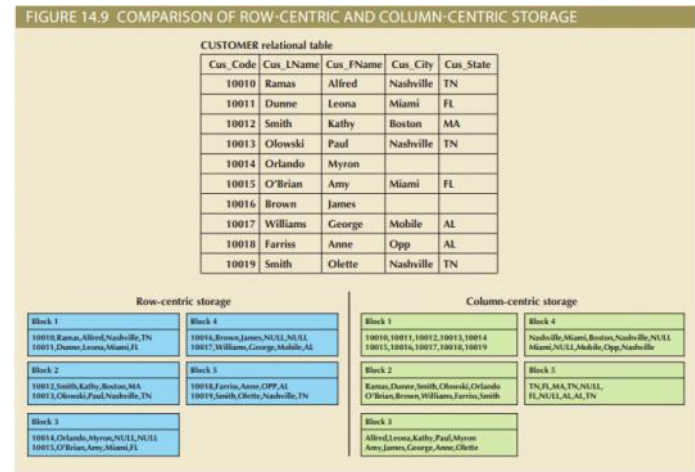 FIGURE 14.9 COMPARISON OF ROW-CENTRIC AND COLUMN-CENTRIC STORAGE
CUSTOMER relational table
Cus_Code Cus_LName Cus_FName Cus_City Cus_State
10010 Ramas Alfred Nashville TN
10011 Dunne Leona Miami FL
10012 Smith Kathy Boston MA
10013 Olowski Paul Nashville TN
10014 Orlando Myron
10015 O'Brian Amy Miami FL
10016 Brown James
10017 Williams George Mobile AL
10018 Farriss Anne Opp AL
10019 Smith Olette Nashville TN
Row-centric storage
Block 1
10010,Ramas,Alfred,Nashville,TN
10011,Dunne,Leona,Miami,FL
Block 2
10012,Smith,Kathy,Boston,MA
10013,Olowski,Paul,Nashville,TN
Block 3
10014,Orlando,Myron,NULL,NULL
10015,O'Brian,Amy,Miami,FL
Block 4
10016,Brown,James,NULL,NULL
10017,Williams,George,Mobile,AL
Block 5
10018,Farriss,Anne,OPP,AL
10019,Smith,Olette,Nashville,TN
Column-centric storage
Block 1
10010,10011,10012,10013,10014
10015,10016,10017,10018,10019
Block 2
Ramas,Dunne,Smith,Olowski,Orlando
O'Brian,Brown,Williams,Farriss,Smith
Block 3
Alfred,Leona,Kathy,Paul,Myron
Amy,James,George,Anne,Olette
Block 4
Nashville,Miami,Boston,Nashville,NULL
Miami,NULL,Mobile,Opp,Nashville
Block 5
TN,FL,MA,TN,NULL,
FL,NULL,AL,AL,TN